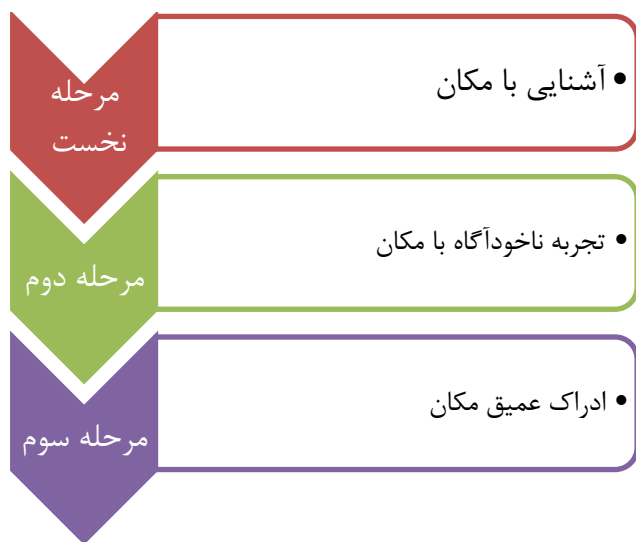 مرحله
نخست
• آشنایی با مکان
مرحله دوم
• تجربه ناخودآگاه با مکان
مرحله سوم
• ادراک عمیق مکان